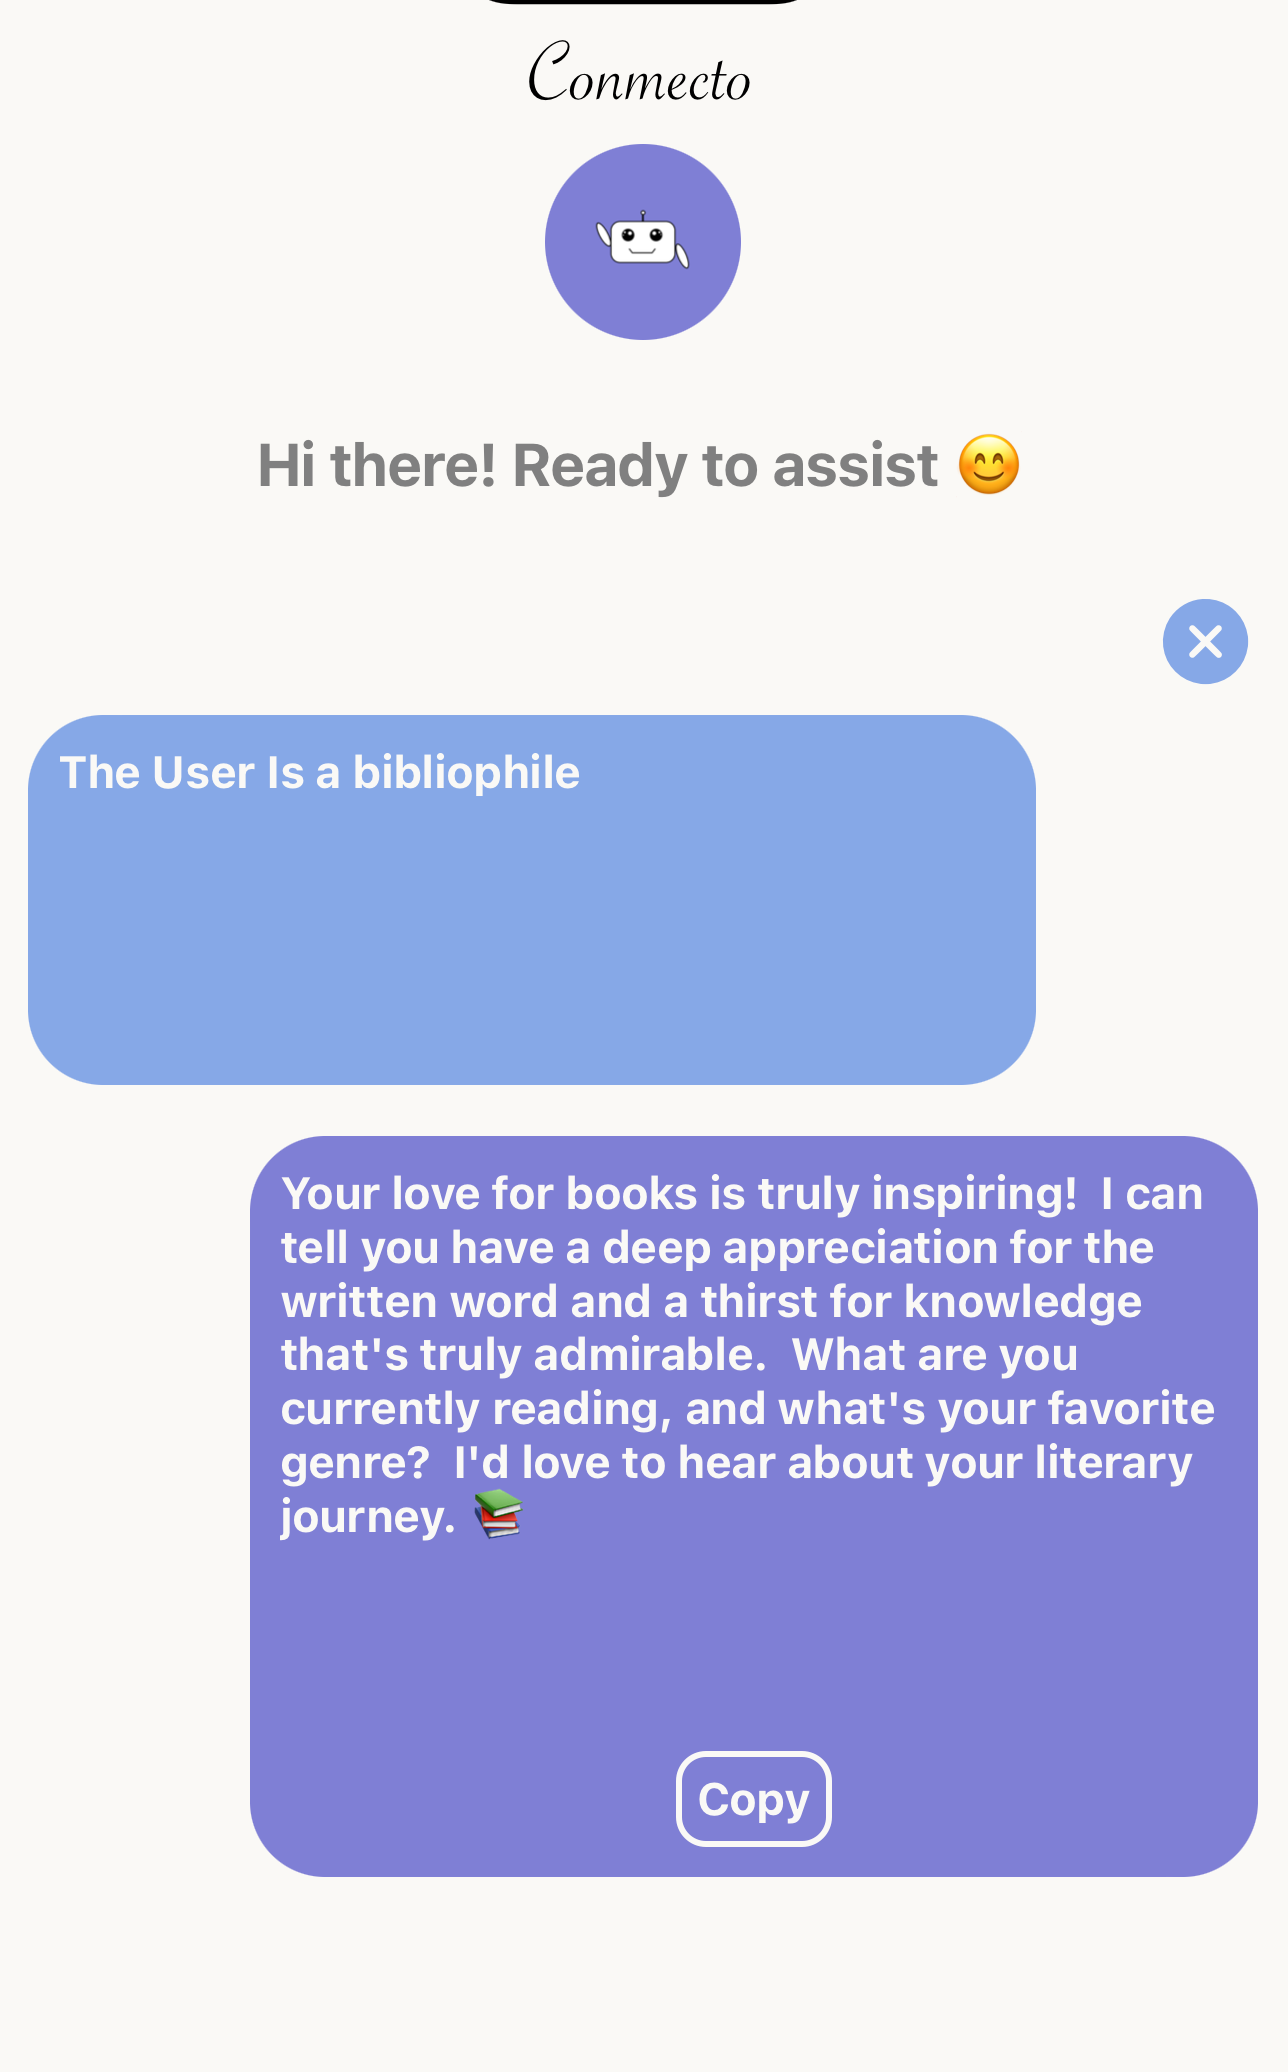 Conmecto
Hi there! Ready to assist 😊
The User Is a bibliophile
Your love for books is truly inspiring!  I can
tell you have a deep appreciation for the
written word and a thirst for knowledge
that's truly admirable.  What are you
currently reading, and what's your favorite
genre?  I'd love to hear about your literary
journey. 📚
Copy